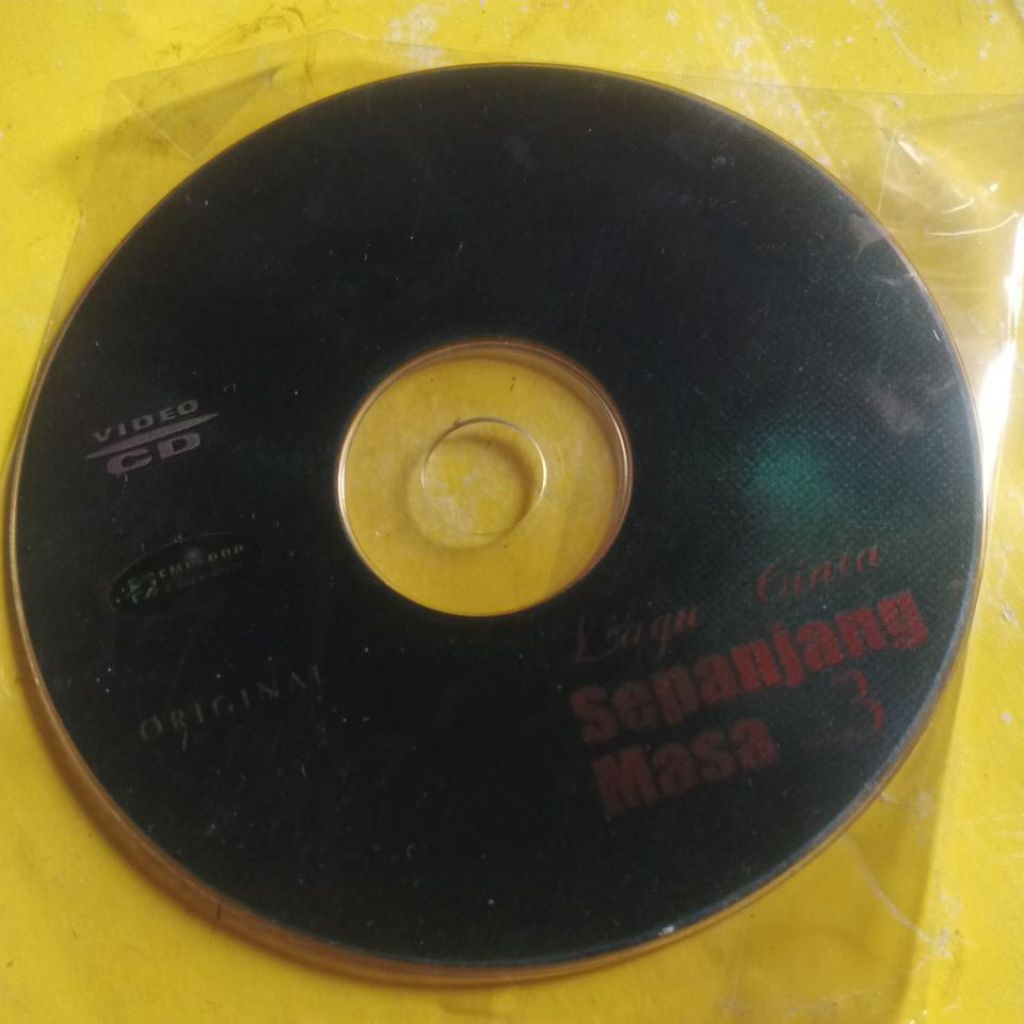 VIDEO
CD
ORIGINAL
Lagu Cinta
Sepanjang
Masa 3